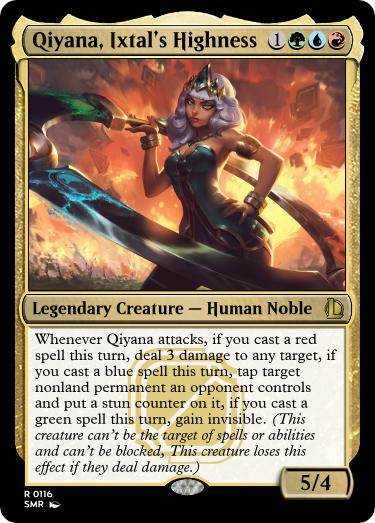 Qiyana, Ixtal's Highness 1
Legendary Creature — Human Noble
Whenever Qiyana attacks, if you cast a red
spell this turn, deal 3 damage to any target, if
you cast a blue spell this turn, tap target
nonland permanent an opponent controls
and put a stun counter on it, if you cast a
green spell this turn, gain invisible. (This
creature can't be the target of spells or abilities
and can't be blocked, This creature loses this
effect if they deal damage.)
5/4
R 0116
SMR